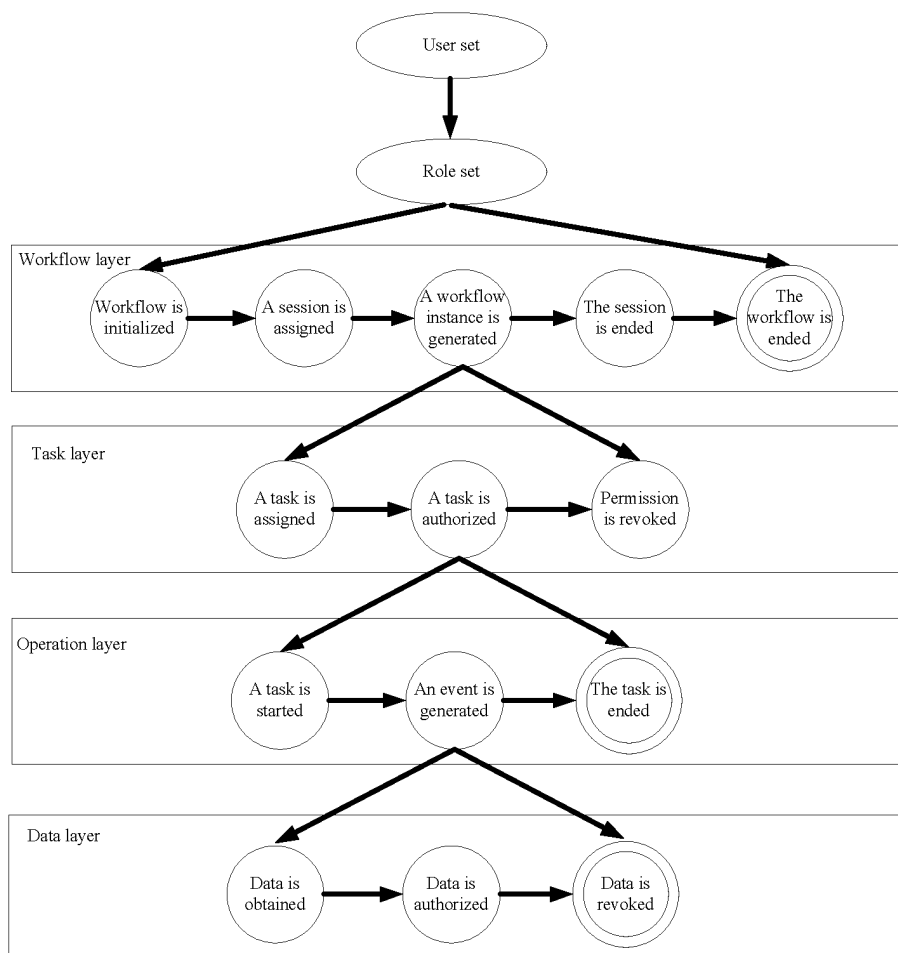 User set
Role set
Workflow layer
Workflow is
initialized
A session is
assigned
A workflow
instance is
generated
The session
is ended
The
workflow is
ended
Task layer
A task is
assigned
A task is
authorized
Permission
is revoked
Operation layer
A task is
started
An event is
generated
The task is
ended
Data layer
Data is
obtained
Data is
authorized
Data is
revoked